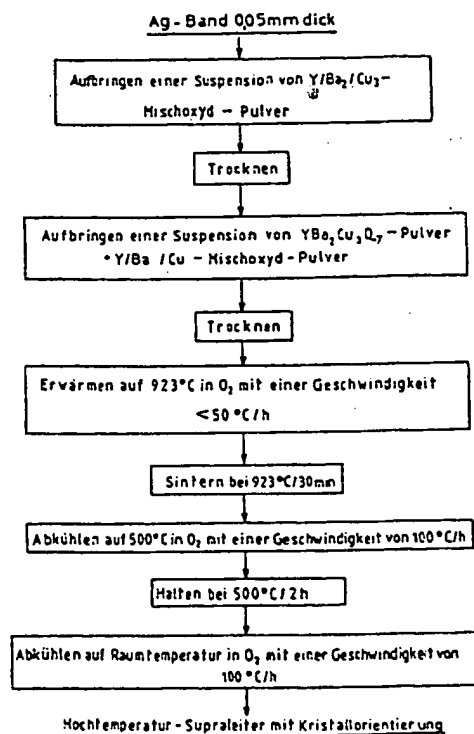 Ag-Band 0,05mm dick
Aufbringen einer Suspension von Y/Ba₂/Cu₃-
Mischoxyd - Pulver
Trocknen
Aufbringen einer Suspension von YBa₂Cu₃O₋₇-Pulver
+ Y/Ba /Cu - Mischoxyd-Pulver
Trocknen
Erwärmen auf 923°C in O₂ mit einer Geschwindigkeit
<50°C/h
Sintern bei 923°C/30min
Abkühlen auf 500°C in O₂ mit einer Geschwindigkeit von 100°C/h
Halten bei 500°C/2h
Abkühlen auf Raumtemperatur in O₂ mit einer Geschwindigkeit von
100°C/h
Hochtemperatur-Supraleiter mit Kristallorientierung